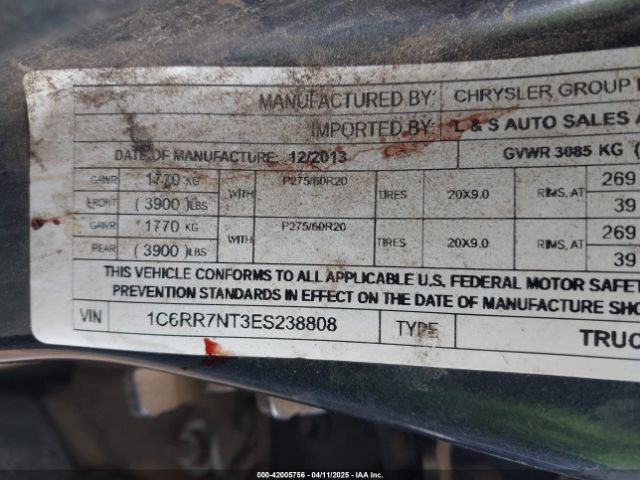 MANUFACTURED BY: CHRYSLER GROUP
IMPORTED BY: L & S AUTO SALES
DATE OF MANUFACTURE: 12/2013 GVWR 3085 KG (
GAWR 1770 KG WITH P275/60R20 TIRES 20X9.0 RIMS, AT 269
FRONT ( 3900 )LBS 39
GAWR 1770 KG WITH P275/60R20 TIRES 20X9.0 RIMS, AT 269
REAR ( 3900 )LBS 39
THIS VEHICLE CONFORMS TO ALL APPLICABLE U.S. FEDERAL MOTOR SAFET
PREVENTION STANDARDS IN EFFECT ON THE DATE OF MANUFACTURE SHO
VIN 1C6RR7NT3ES238808 TYPE TRUC
000-42005756 - 04/11/2025 - IAAI, Inc.